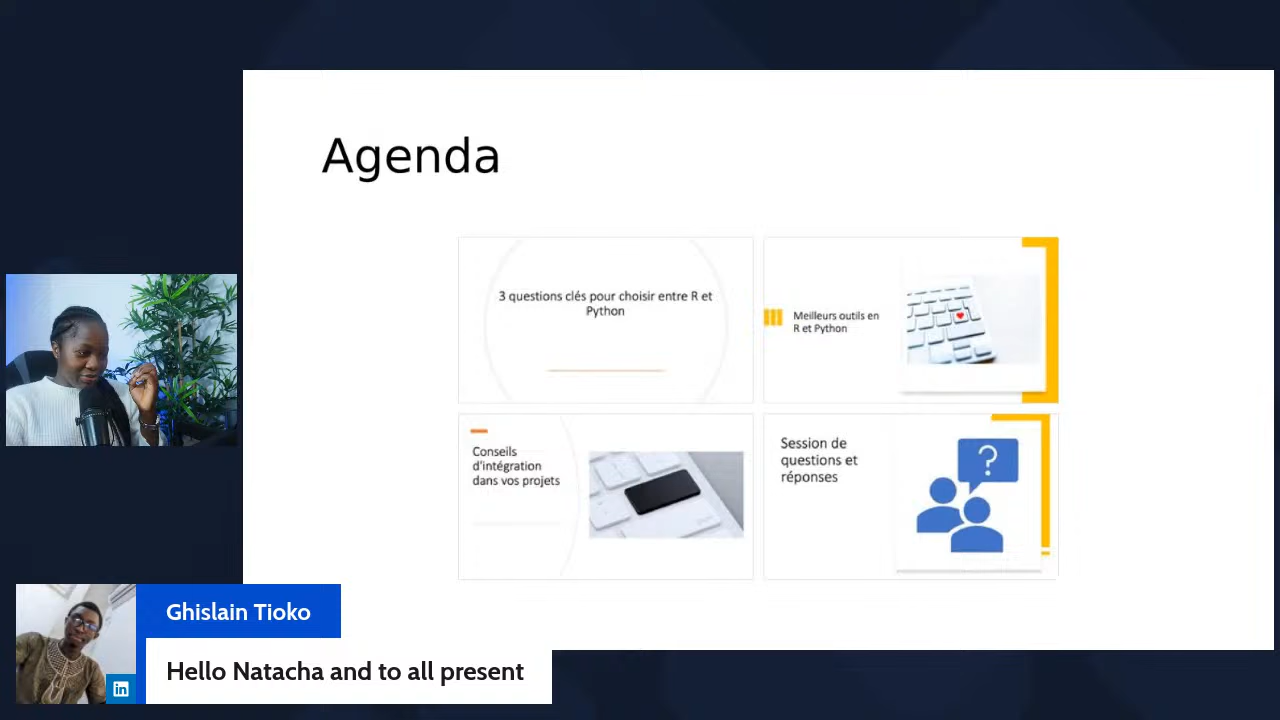 Agenda
3 questions clés pour choisir entre R et
Python
Meilleurs outils en
R et Python
Conseils
d'intégration
dans vos projets
Session de
questions et
réponses
?
Ghislain Tioko
in
Hello Natacha and to all present